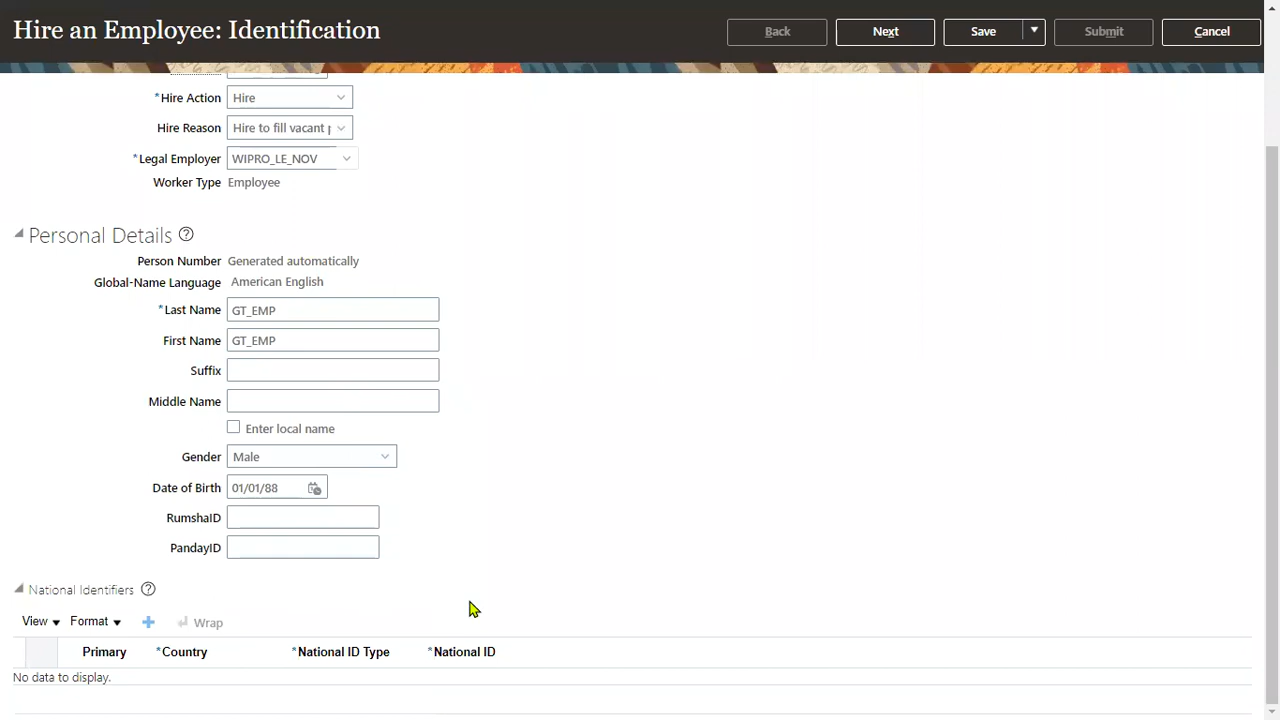 Hire an Employee: Identification
Back
Next
Save
Submit
Cancel
*Hire Action Hire
Hire Reason Hire to fill vacant p
*Legal Employer WIPRO_LE_NOV
Worker Type Employee
Personal Details
Person Number Generated automatically
Global-Name Language American English
*Last Name GT_EMP
First Name GT_EMP
Suffix
Middle Name
Enter local name
Gender Male
Date of Birth 01/01/88
RumshaID
PandayID
National Identifiers
View Format Wrap
Primary *Country *National ID Type *National ID
No data to display.